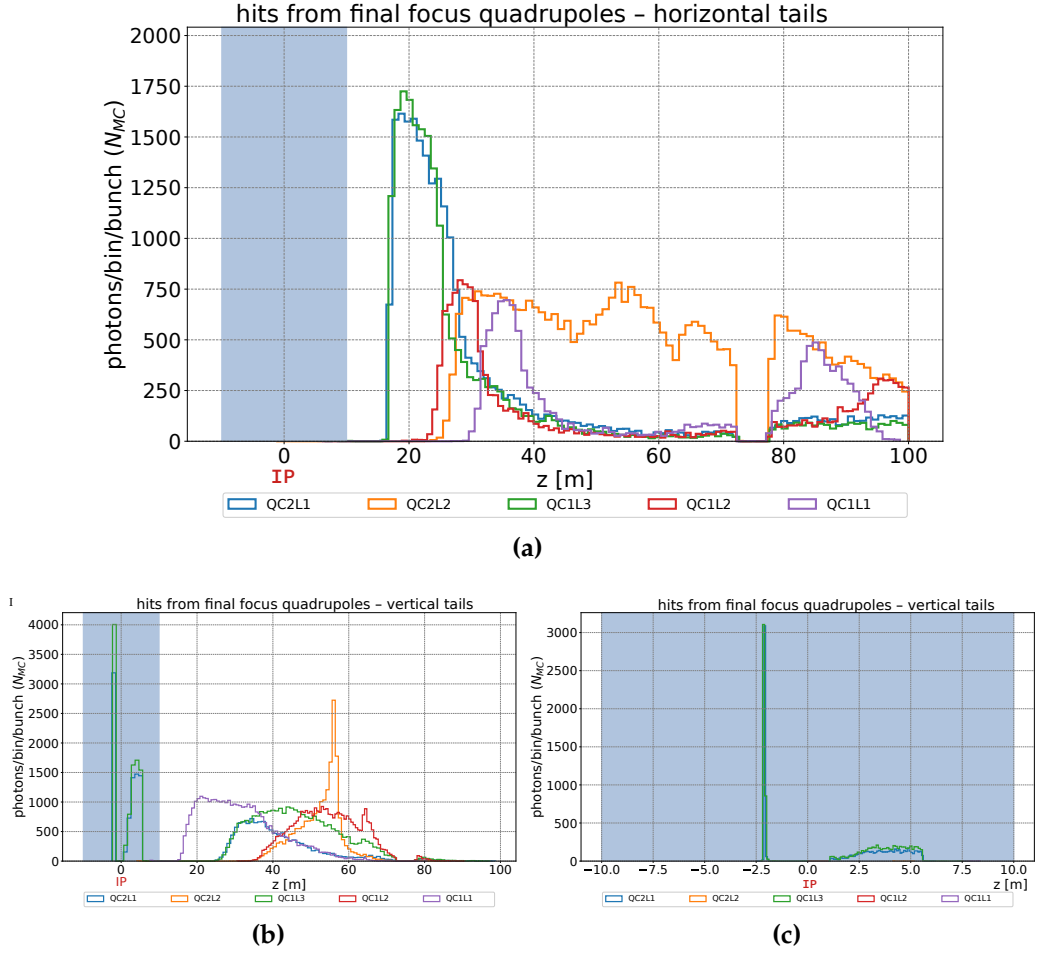 hits from final focus quadrupoles – horizontal tails
photons/bin/bunch (N_MC)
2000
1750
1500
1250
1000
750
500
250
0
0 20 40 60 80 100
IP
z [m]
QC2L1 QC2L2 QC1L3 QC1L2 QC1L1
(a)
I
hits from final focus quadrupoles – vertical tails
photons/bin/bunch (N_MC)
4000
3500
3000
2500
2000
1500
1000
500
0
0 20 40 60 80 100
IP
z [m]
QC2L1 QC2L2 QC1L3 QC1L2 QC1L1
(b)
hits from final focus quadrupoles – vertical tails
photons/bin/bunch (N_MC)
3000
2500
2000
1500
1000
500
0
−10.0 −7.5 −5.0 −2.5 0.0 2.5 5.0 7.5 10.0
IP
z [m]
QC2L1 QC2L2 QC1L3 QC1L2 QC1L1
(c)